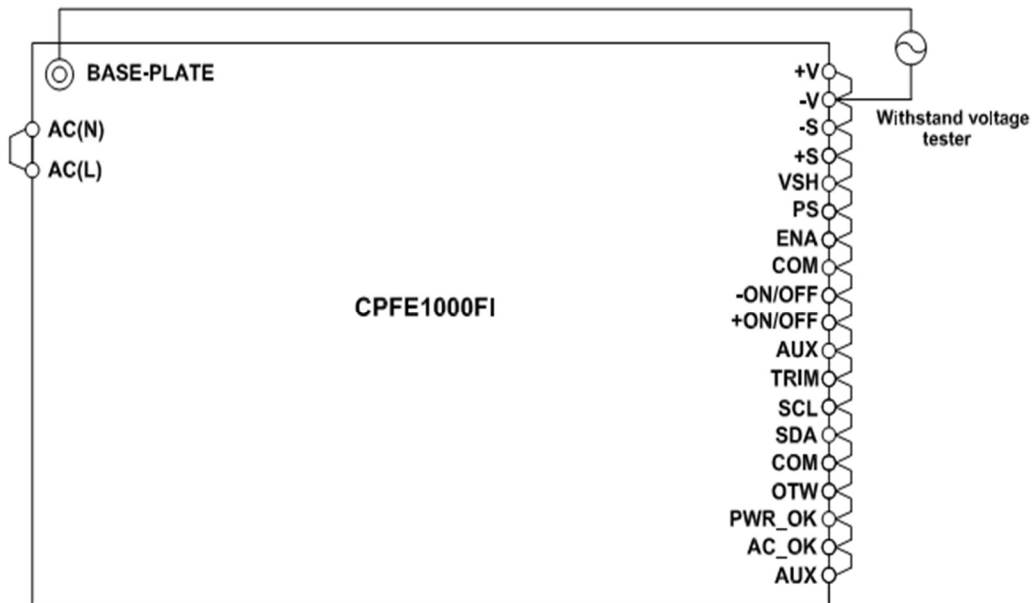 BASE-PLATE
AC(N)
AC(L)
CPFE1000FI
+V
-V
-S
+S
VSH
PS
ENA
COM
-ON/OFF
+ON/OFF
AUX
TRIM
SCL
SDA
COM
OTW
PWR_OK
AC_OK
AUX
Withstand voltage
tester